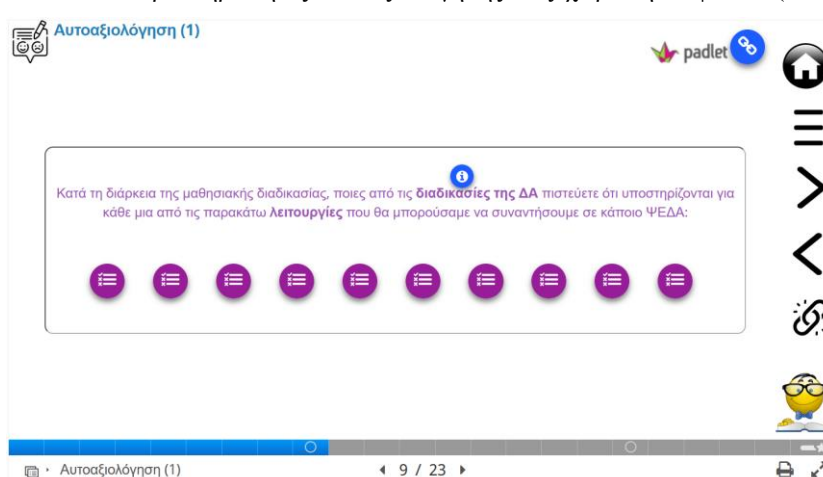 Αυτοαξιολόγηση (1)
padlet
Κατά τη διάρκεια της μαθησιακής διαδικασίας, ποιες από τις διαδικασίες της ΔΑ πιστεύετε ότι υποστηρίζονται για
κάθε μια από τις παρακάτω λειτουργίες που θα μπορούσαμε να συναντήσουμε σε κάποιο ΨΕΔΑ:
Αυτοαξιολόγηση (1)
9 / 23